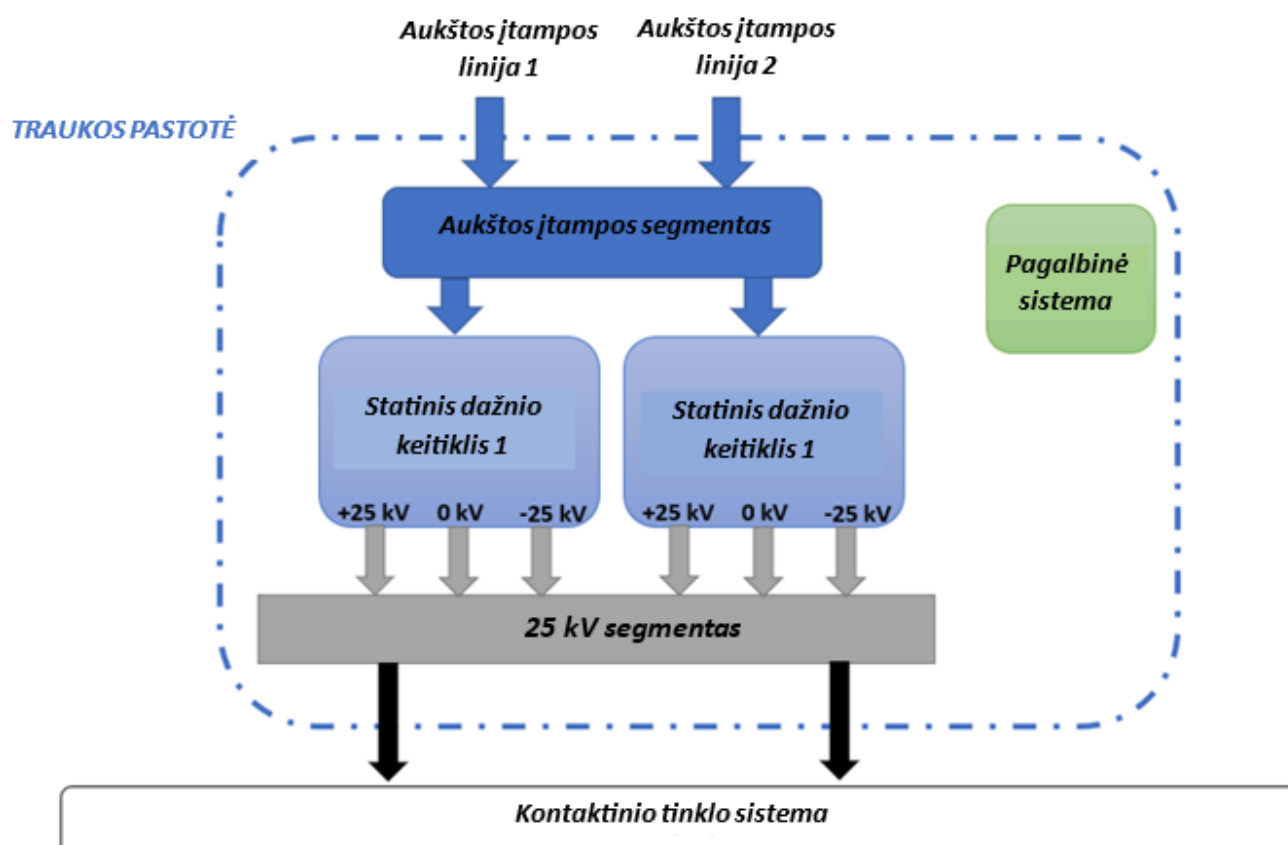 Aukštos įtampos
linija 1
Aukštos įtampos
linija 2
TRAUKOS PASTOTĖ
Aukštos įtampos segmentas
Pagalbinė
sistema
Statinis dažnio
keitiklis 1
Statinis dažnio
keitiklis 1
+25 kV 0 kV -25 kV
+25 kV 0 kV -25 kV
25 kV segmentas
Kontaktinio tinklo sistema